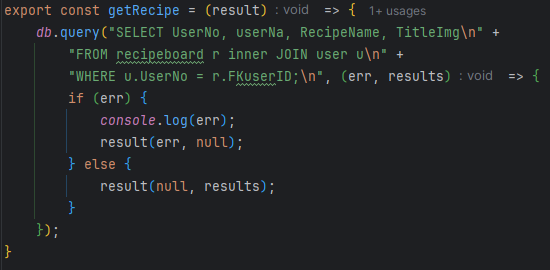 export const getRecipe = (result) : void => { 1+ usages
db.query("SELECT UserNo, userNa, RecipeName, TitleImg\n" +
"FROM recipeboard r inner JOIN user u\n" +
"WHERE u.UserNo = r.FKuserID;\n", (err, results) : void => {
if (err) {
console.log(err);
result(err, null);
} else {
result(null, results);
}
});
}